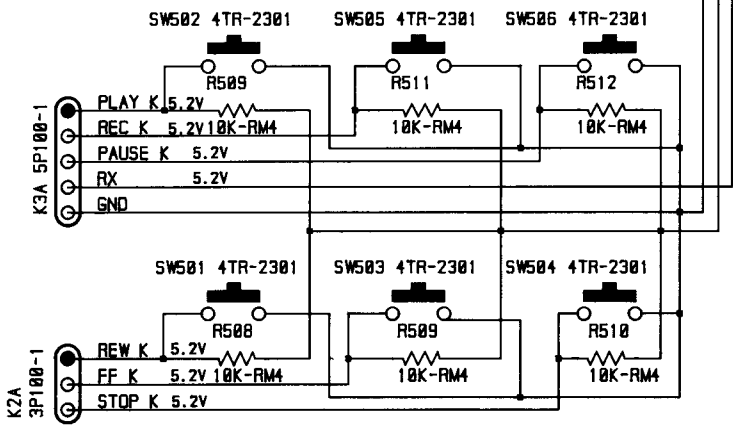 SW502 4TR-2301 SW505 4TR-2301 SW506 4TR-2301
R509 R511 R512
PLAY K 5.2V
REC K 5.2V 10K-RM4 10K-RM4 10K-RM4
PAUSE K 5.2V
RX 5.2V
GND
K3A 5P100-1
SW501 4TR-2301 SW503 4TR-2301 SW504 4TR-2301
R508 R509 R510
REW K 5.2V
FF K 5.2V 10K-RM4 10K-RM4 10K-RM4
STOP K 5.2V
K2A
3P100-1